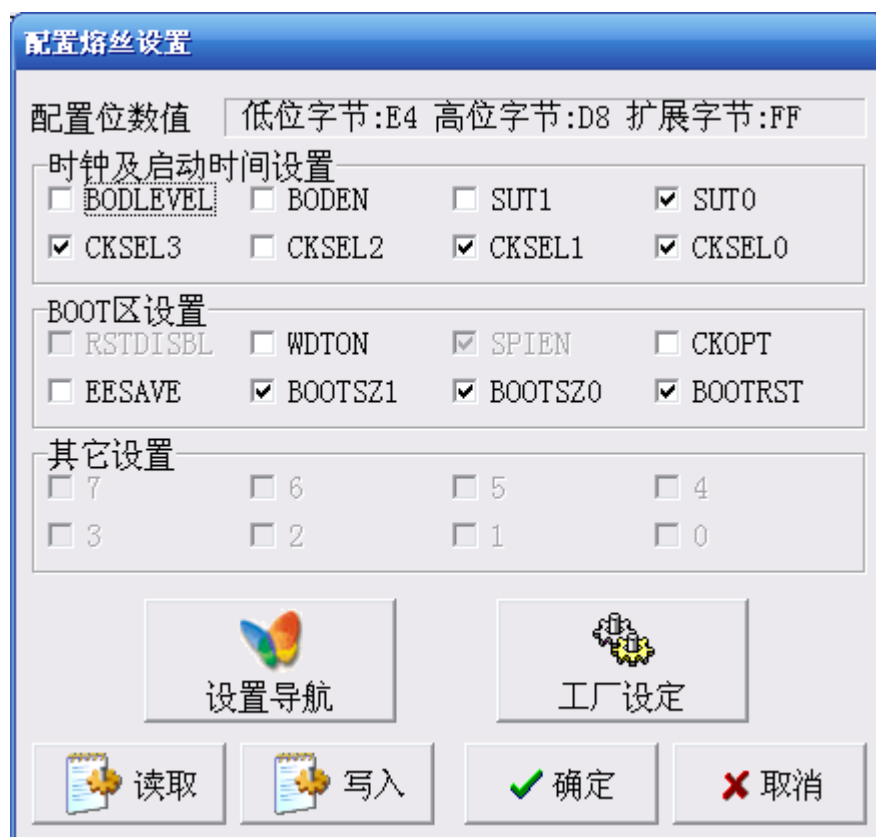 配置熔丝设置
配置位数值 低位字节:E4 高位字节:D8 扩展字节:FF
时钟及启动时间设置
BODLEVEL BODEN SUT1 SUT0
CKSEL3 CKSEL2 CKSEL1 CKSEL0
BOOT区设置
RSTDISBL WDTON SPIEN CKOPT
EESAVE BOOTSZ1 BOOTSZ0 BOOTRST
其它设置
7 6 5 4
3 2 1 0
设置导航 工厂设定
读取 写入 确定 取消